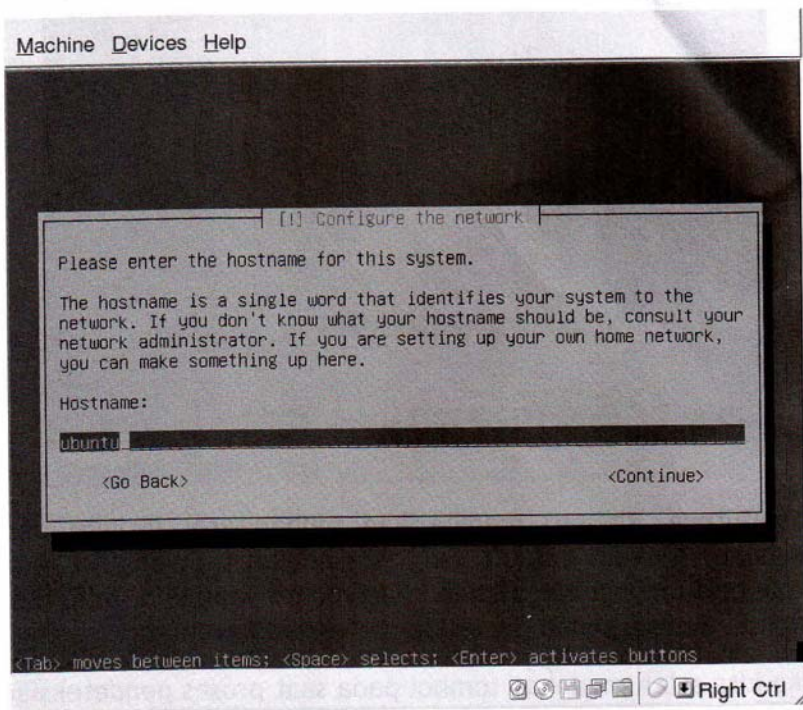 Machine Devices Help
[!] Configure the network
Please enter the hostname for this system.
The hostname is a single word that identifies your system to the
network. If you don't know what your hostname should be, consult your
network administrator. If you are setting up your own home network,
you can make something up here.
Hostname:
ubuntu
<Go Back> <Continue>
<Tab> moves between items; <Space> selects; <Enter> activates buttons
Right Ctrl